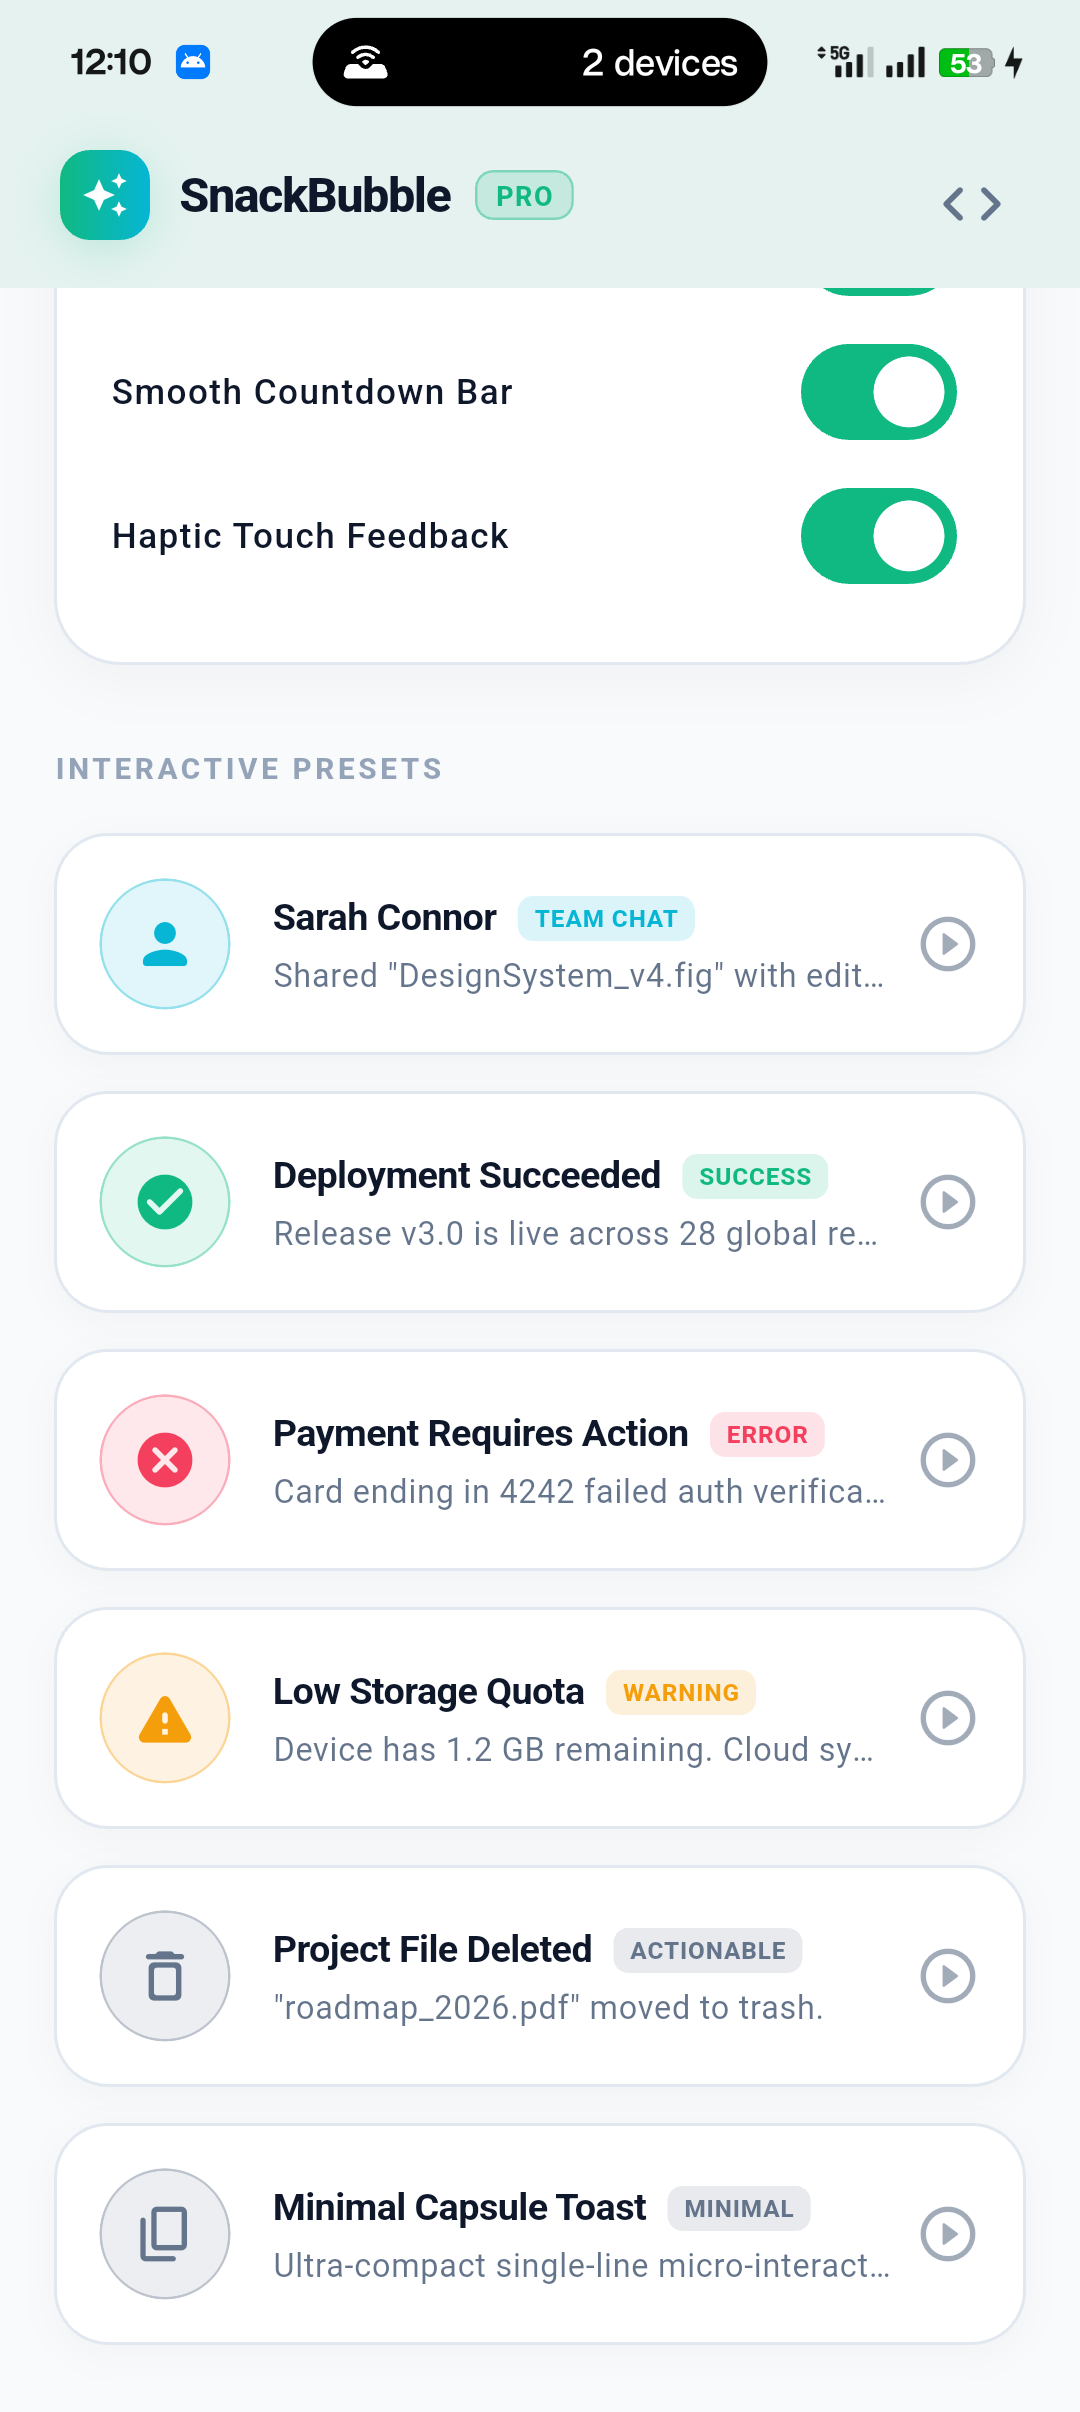 12:10
2 devices
5G
53
SnackBubble PRO
Smooth Countdown Bar
Haptic Touch Feedback
INTERACTIVE PRESETS
Sarah Connor TEAM CHAT
Shared "DesignSystem_v4.fig" with edit...
Deployment Succeeded SUCCESS
Release v3.0 is live across 28 global re...
Payment Requires Action ERROR
Card ending in 4242 failed auth verifica...
Low Storage Quota WARNING
Device has 1.2 GB remaining. Cloud sy...
Project File Deleted ACTIONABLE
"roadmap_2026.pdf" moved to trash.
Minimal Capsule Toast MINIMAL
Ultra-compact single-line micro-interact...